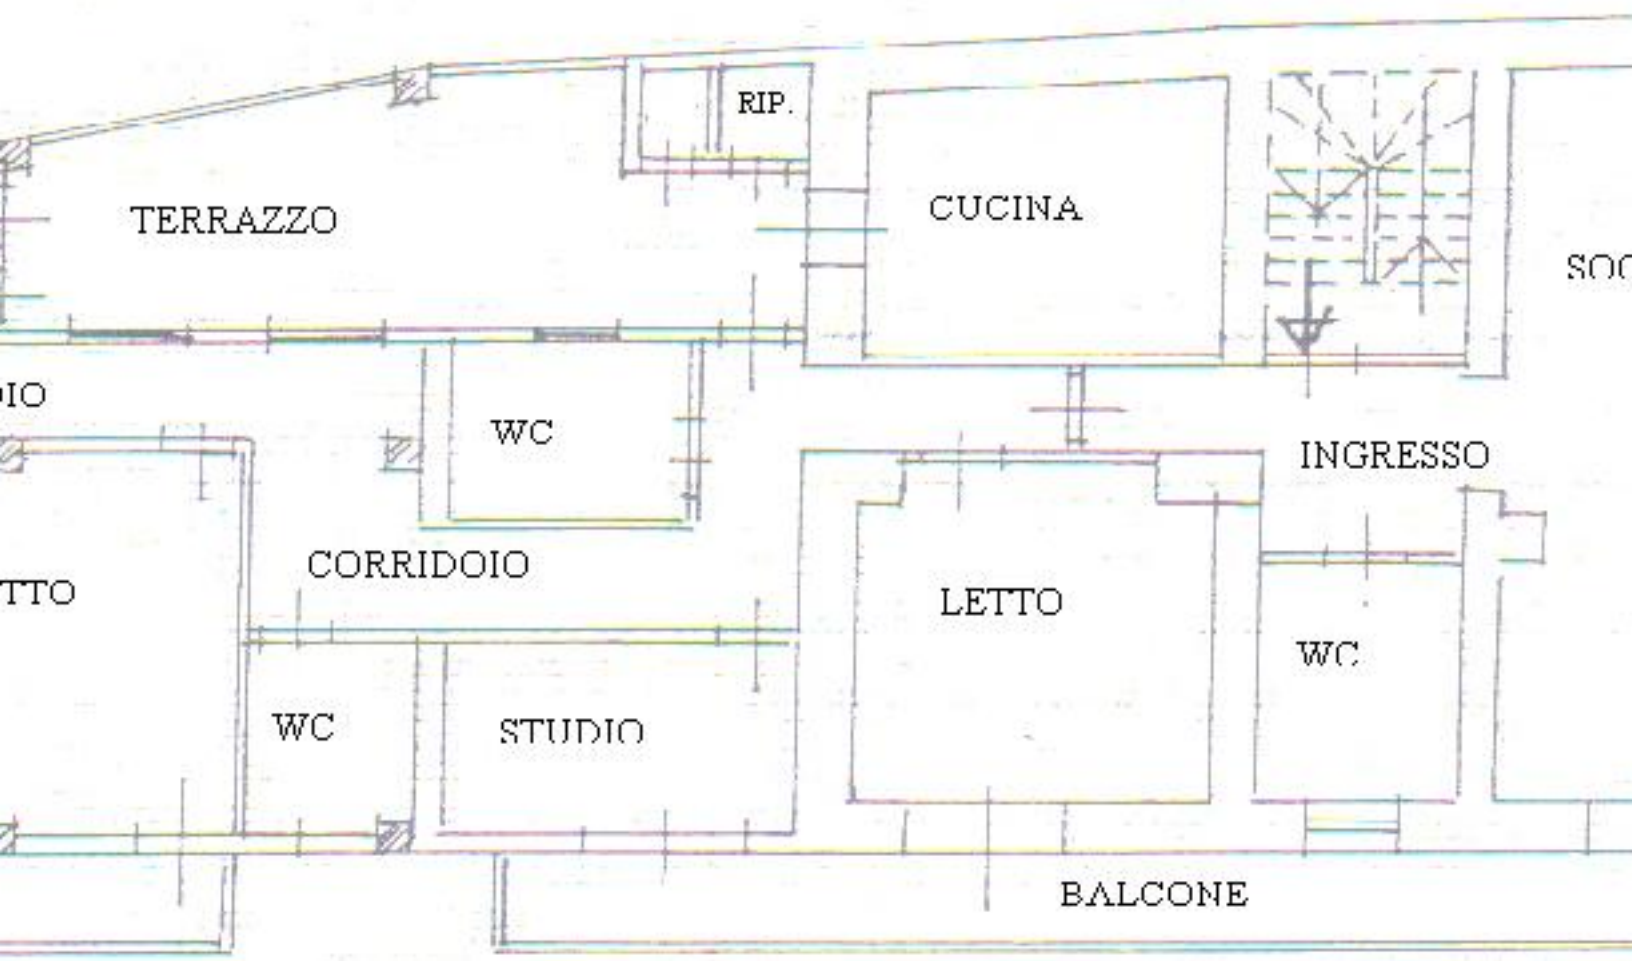 RIP.
TERRAZZO
CUCINA
WC
INGRESSO
CORRIDOIO
LETTO
WC
WC
STUDIO
BALCONE